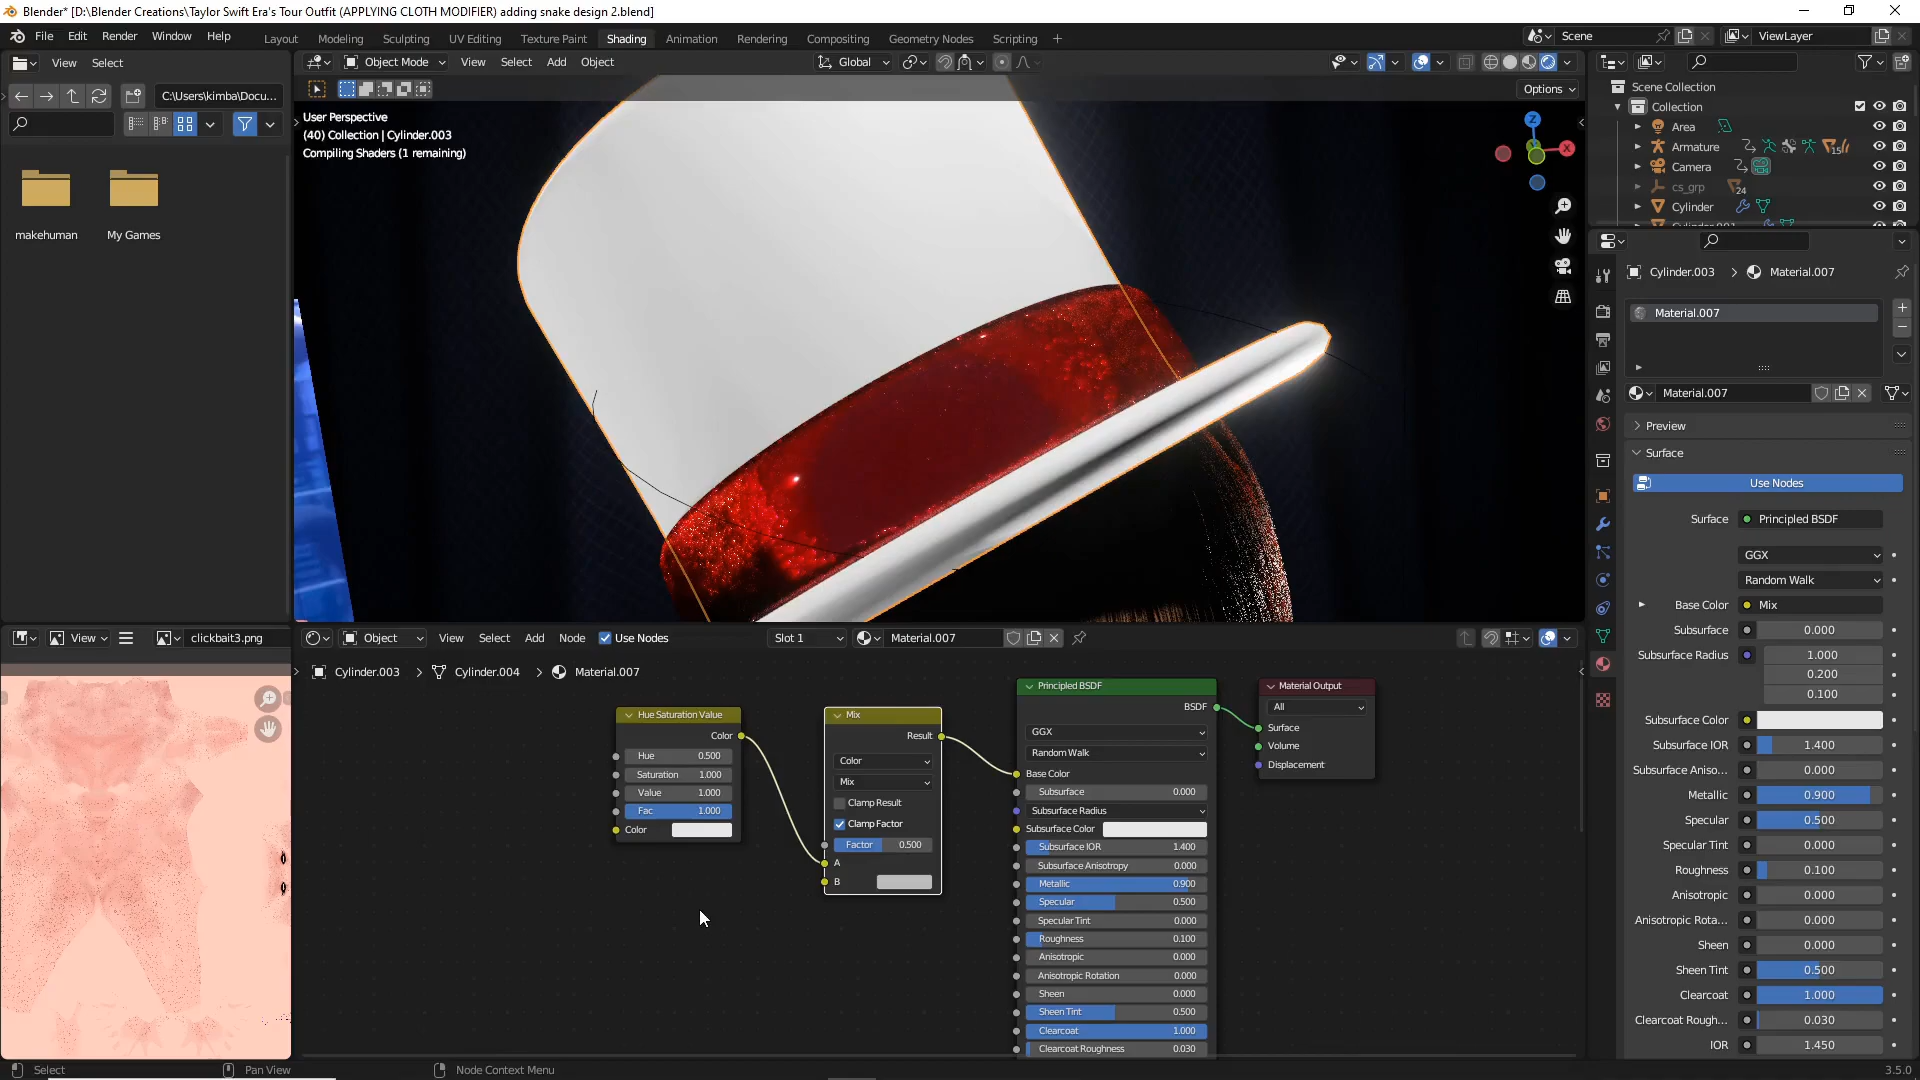 Blender* [D:\Blender Creations\Taylor Swift Era's Tour Outfit (APPLYING CLOTH MODIFIER) adding snake design 2.blend]
File Edit Render Window Help
Layout Modeling Sculpting UV Editing Texture Paint Shading Animation Rendering Compositing Geometry Nodes Scripting +
Scene
ViewLayer
View Select
C:\Users\kimba\Docu...
makehuman
My Games
Object Mode View Select Add Object
Global
Options
User Perspective
(40) Collection | Cylinder.003
Compiling Shaders (1 remaining)
Z
X
Scene Collection
Collection
Area
Armature
15
Camera
cs_grp
24
Cylinder
Cylinder.003 > Material.007
Material.007
Material.007
Preview
Surface
Use Nodes
Surface Principled BSDF
GGX
Random Walk
Base Color Mix
Subsurface 0.000
Subsurface Radius 1.000
0.200
0.100
Subsurface Color
Subsurface IOR 1.400
Subsurface Aniso... 0.000
Metallic 0.900
Specular 0.500
Specular Tint 0.000
Roughness 0.100
Anisotropic 0.000
Anisotropic Rota... 0.000
Sheen 0.000
Sheen Tint 0.500
Clearcoat 1.000
Clearcoat Rough... 0.030
IOR 1.450
View
clickbait3.png
Object View Select Add Node Use Nodes
Slot 1
Material.007
Cylinder.003 > Cylinder.004 > Material.007
Hue Saturation Value
Color
Hue 0.500
Saturation 1.000
Value 1.000
Fac 1.000
Color
Mix
Result
Color
Mix
Clamp Result
Clamp Factor
Factor 0.500
A
B
Principled BSDF
BSDF
GGX
Random Walk
Base Color
Subsurface 0.000
Subsurface Radius
Subsurface Color
Subsurface IOR 1.400
Subsurface Anisotropy 0.000
Metallic 0.900
Specular 0.500
Specular Tint 0.000
Roughness 0.100
Anisotropic 0.000
Anisotropic Rotation 0.000
Sheen 0.000
Sheen Tint 0.500
Clearcoat 1.000
Clearcoat Roughness 0.030
Material Output
All
Surface
Volume
Displacement
Select
Pan View
Node Context Menu
3.5.0